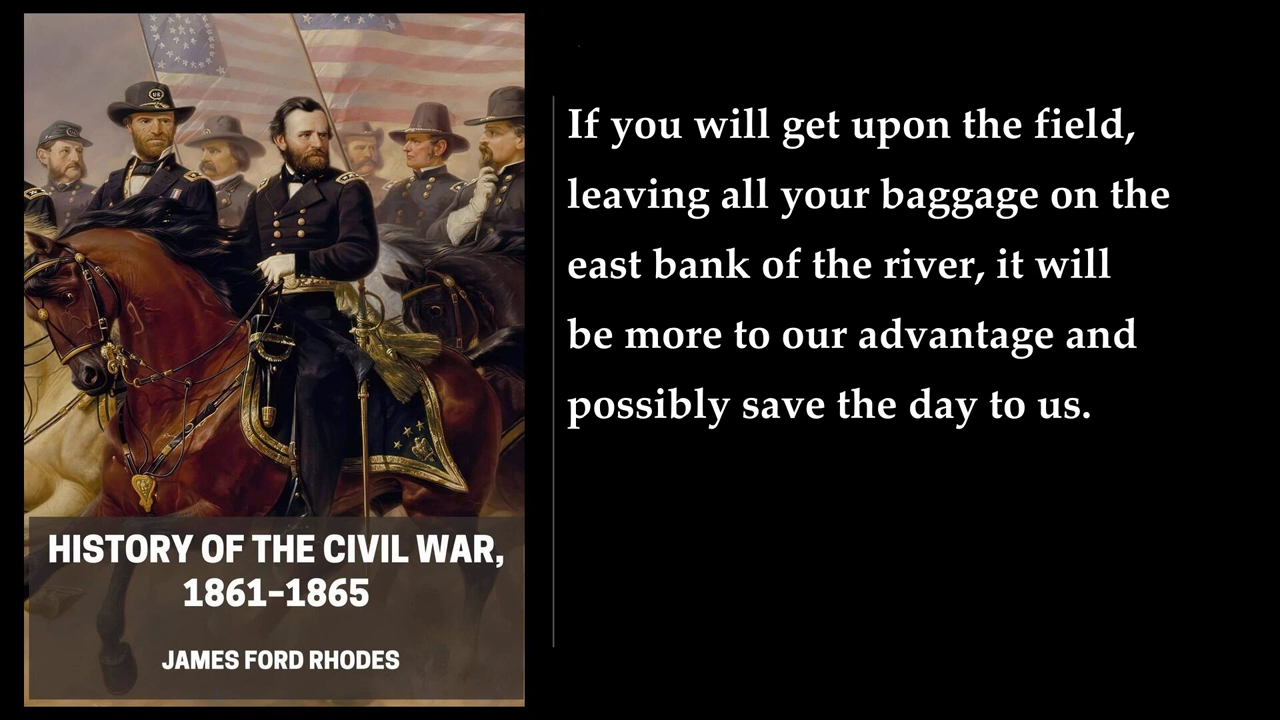 HISTORY OF THE CIVIL WAR,
1861–1865
JAMES FORD RHODES
If you will get upon the field,
leaving all your baggage on the
east bank of the river, it will
be more to our advantage and
possibly save the day to us.